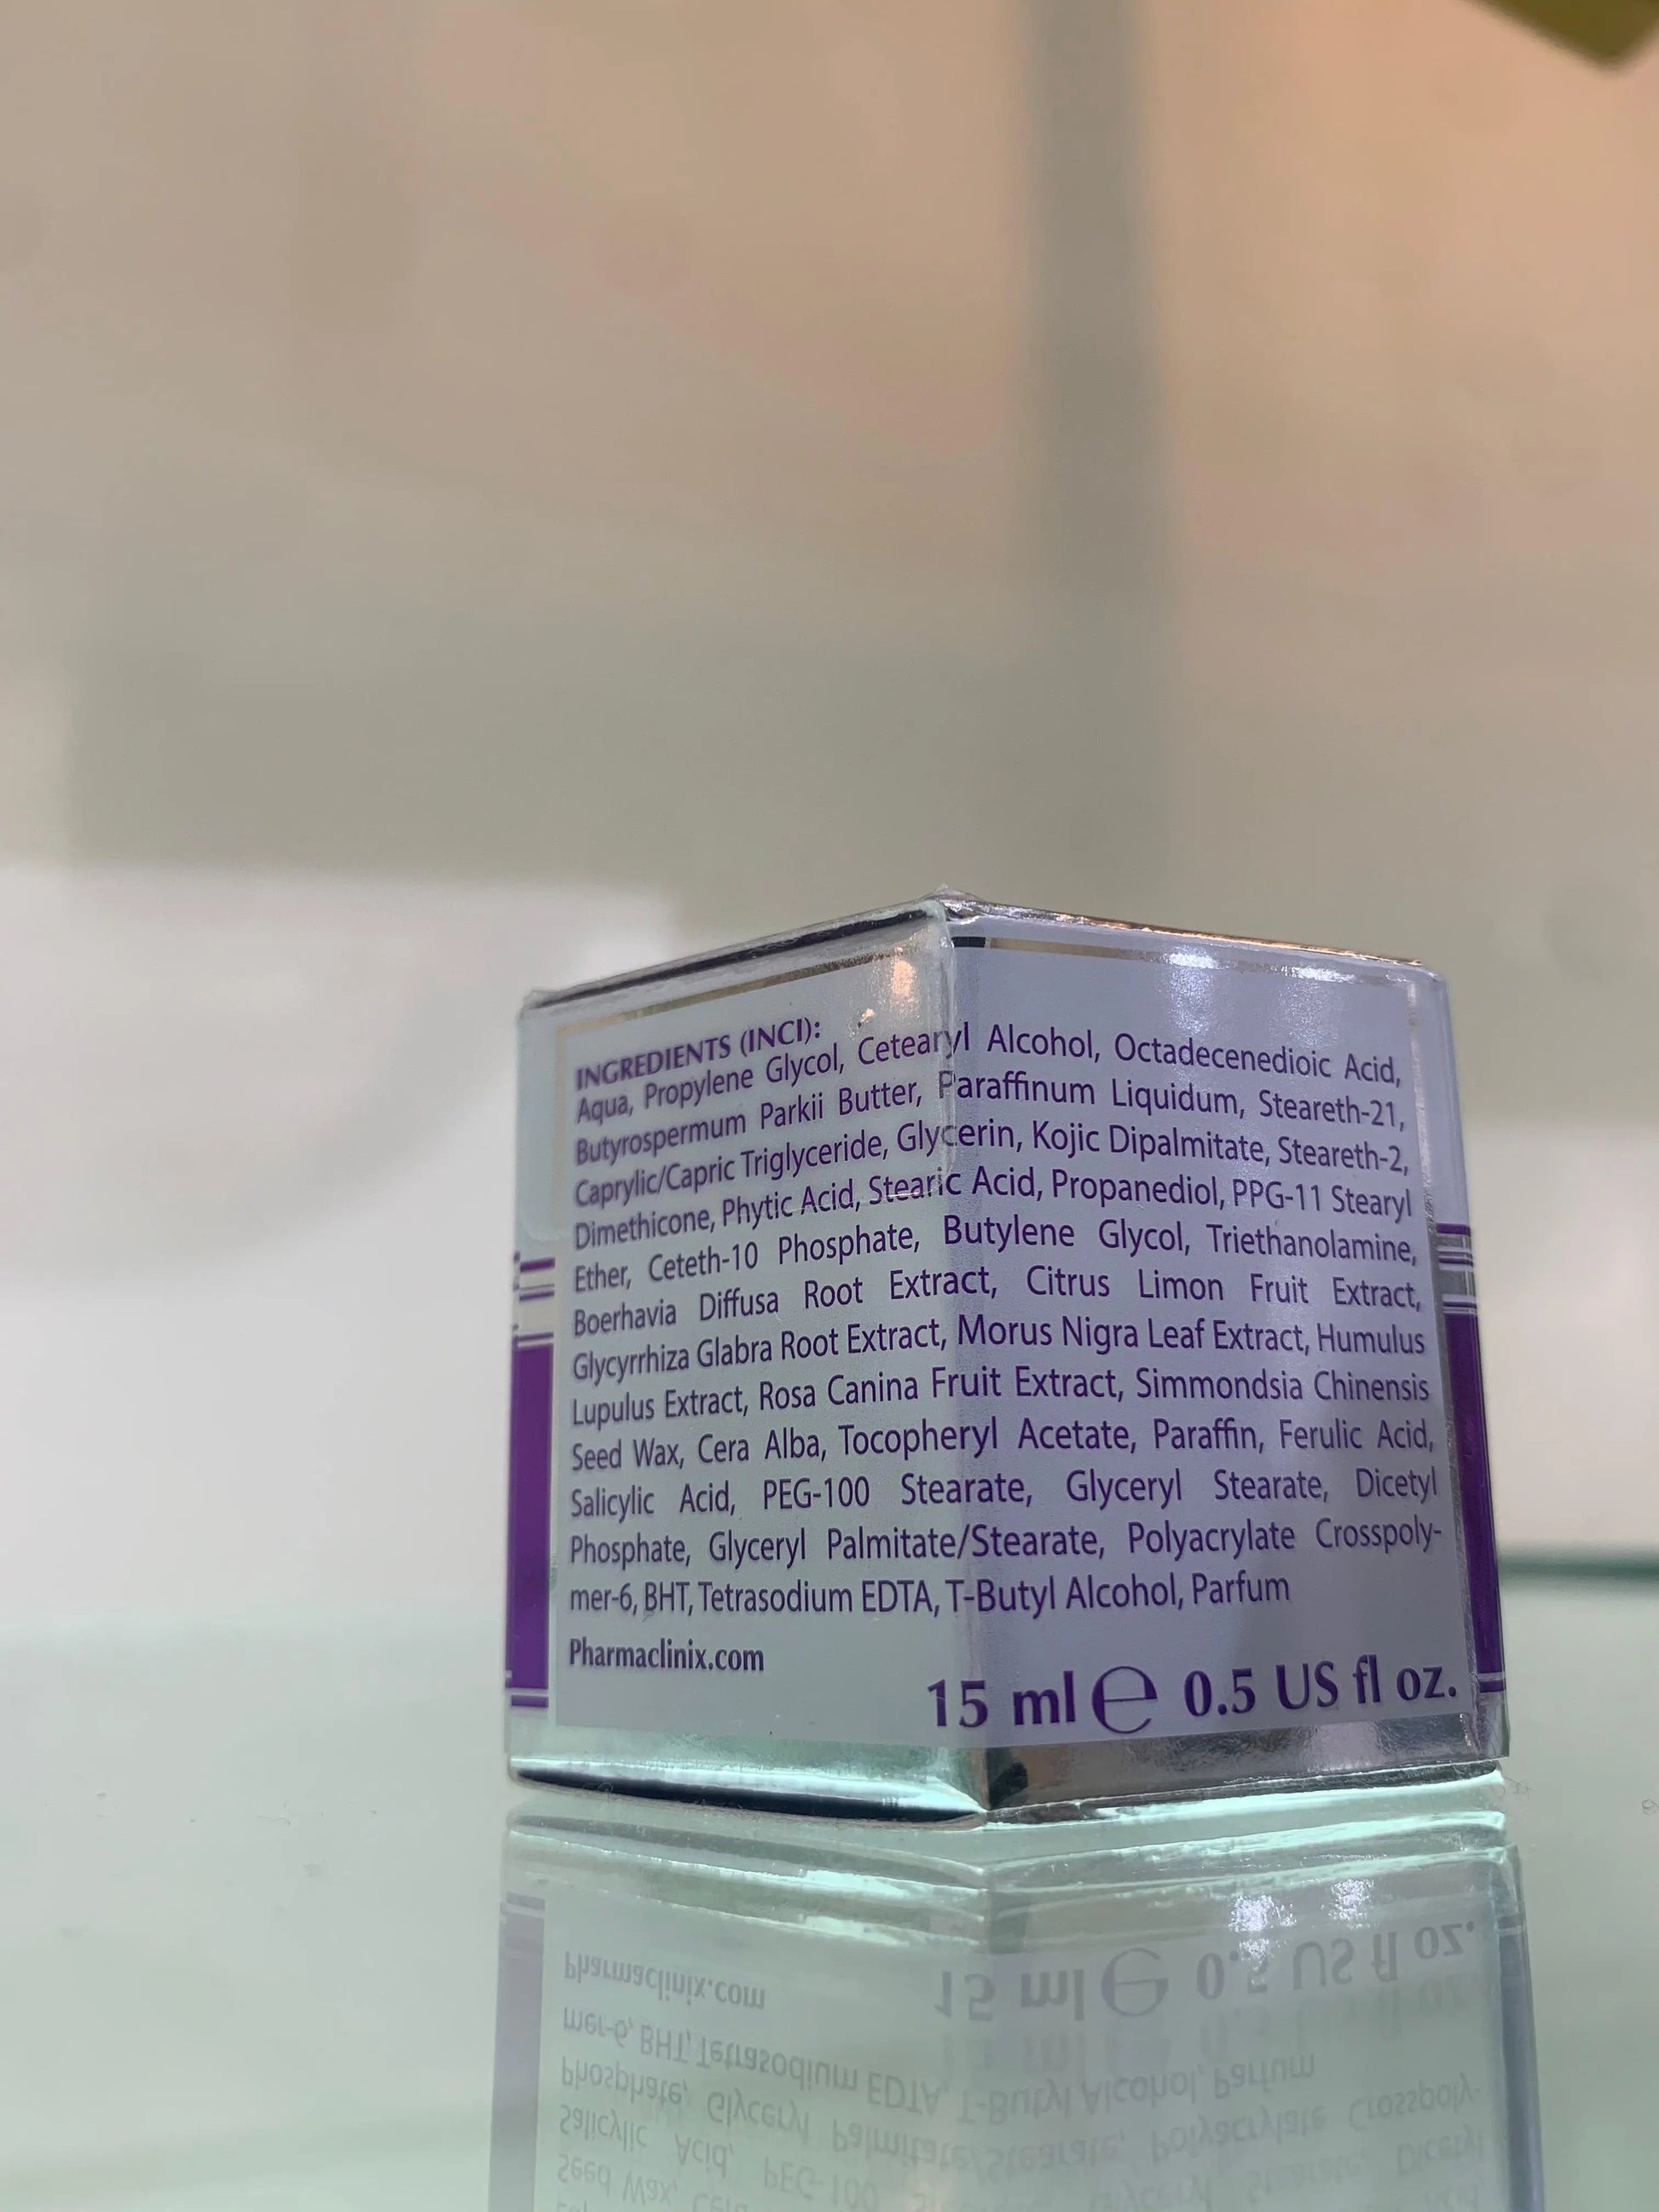 INGREDIENTS (INCI):
Aqua, Propylene Glycol, Cetearyl Alcohol, Octadecenedioic Acid,
Butyrospermum Parkii Butter, Paraffinum Liquidum, Steareth-21,
Caprylic/Capric Triglyceride, Glycerin, Kojic Dipalmitate, Steareth-2,
Dimethicone, Phytic Acid, Stearic Acid, Propanediol, PPG-11 Stearyl
Ether, Ceteth-10 Phosphate, Butylene Glycol, Triethanolamine,
Boerhavia Diffusa Root Extract, Citrus Limon Fruit Extract,
Glycyrrhiza Glabra Root Extract, Morus Nigra Leaf Extract, Humulus
Lupulus Extract, Rosa Canina Fruit Extract, Simmondsia Chinensis
Seed Wax, Cera Alba, Tocopheryl Acetate, Paraffin, Ferulic Acid,
Salicylic Acid, PEG-100 Stearate, Glyceryl Stearate, Dicetyl
Phosphate, Glyceryl Palmitate/Stearate, Polyacrylate Crosspoly-
mer-6, BHT, Tetrasodium EDTA, T-Butyl Alcohol, Parfum
Pharmaclinix.com
15 ml ℮ 0.5 US fl oz.